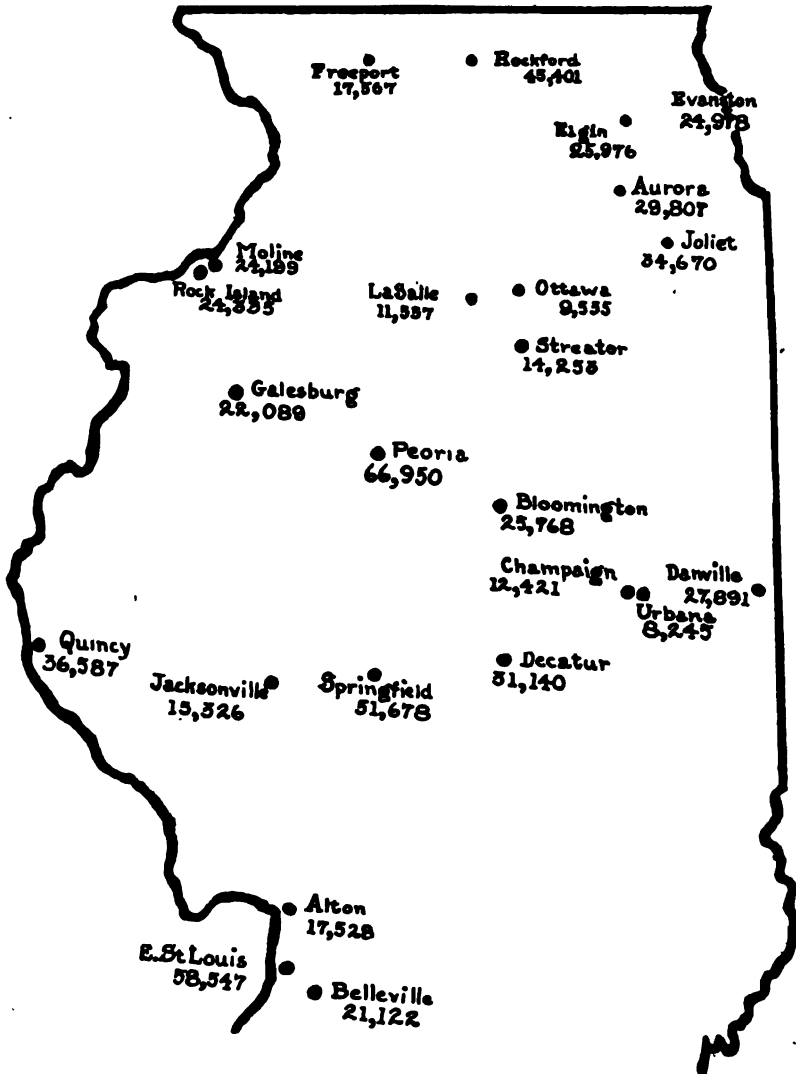 Freeport
17,567
Rockford
45,401
Evanston
24,978
Elgin
25,976
Aurora
29,807
Joliet
34,670
Moline
24,199
Rock Island
24,335
LaSalle
11,537
Ottawa
9,535
Streator
14,253
Galesburg
22,089
Peoria
66,950
Bloomington
25,768
Champaign
12,421
Danville
27,891
Urbana
8,245
Quincy
36,587
Decatur
31,140
Jacksonville
15,326
Springfield
51,678
Alton
17,528
E.St Louis
58,547
Belleville
21,122